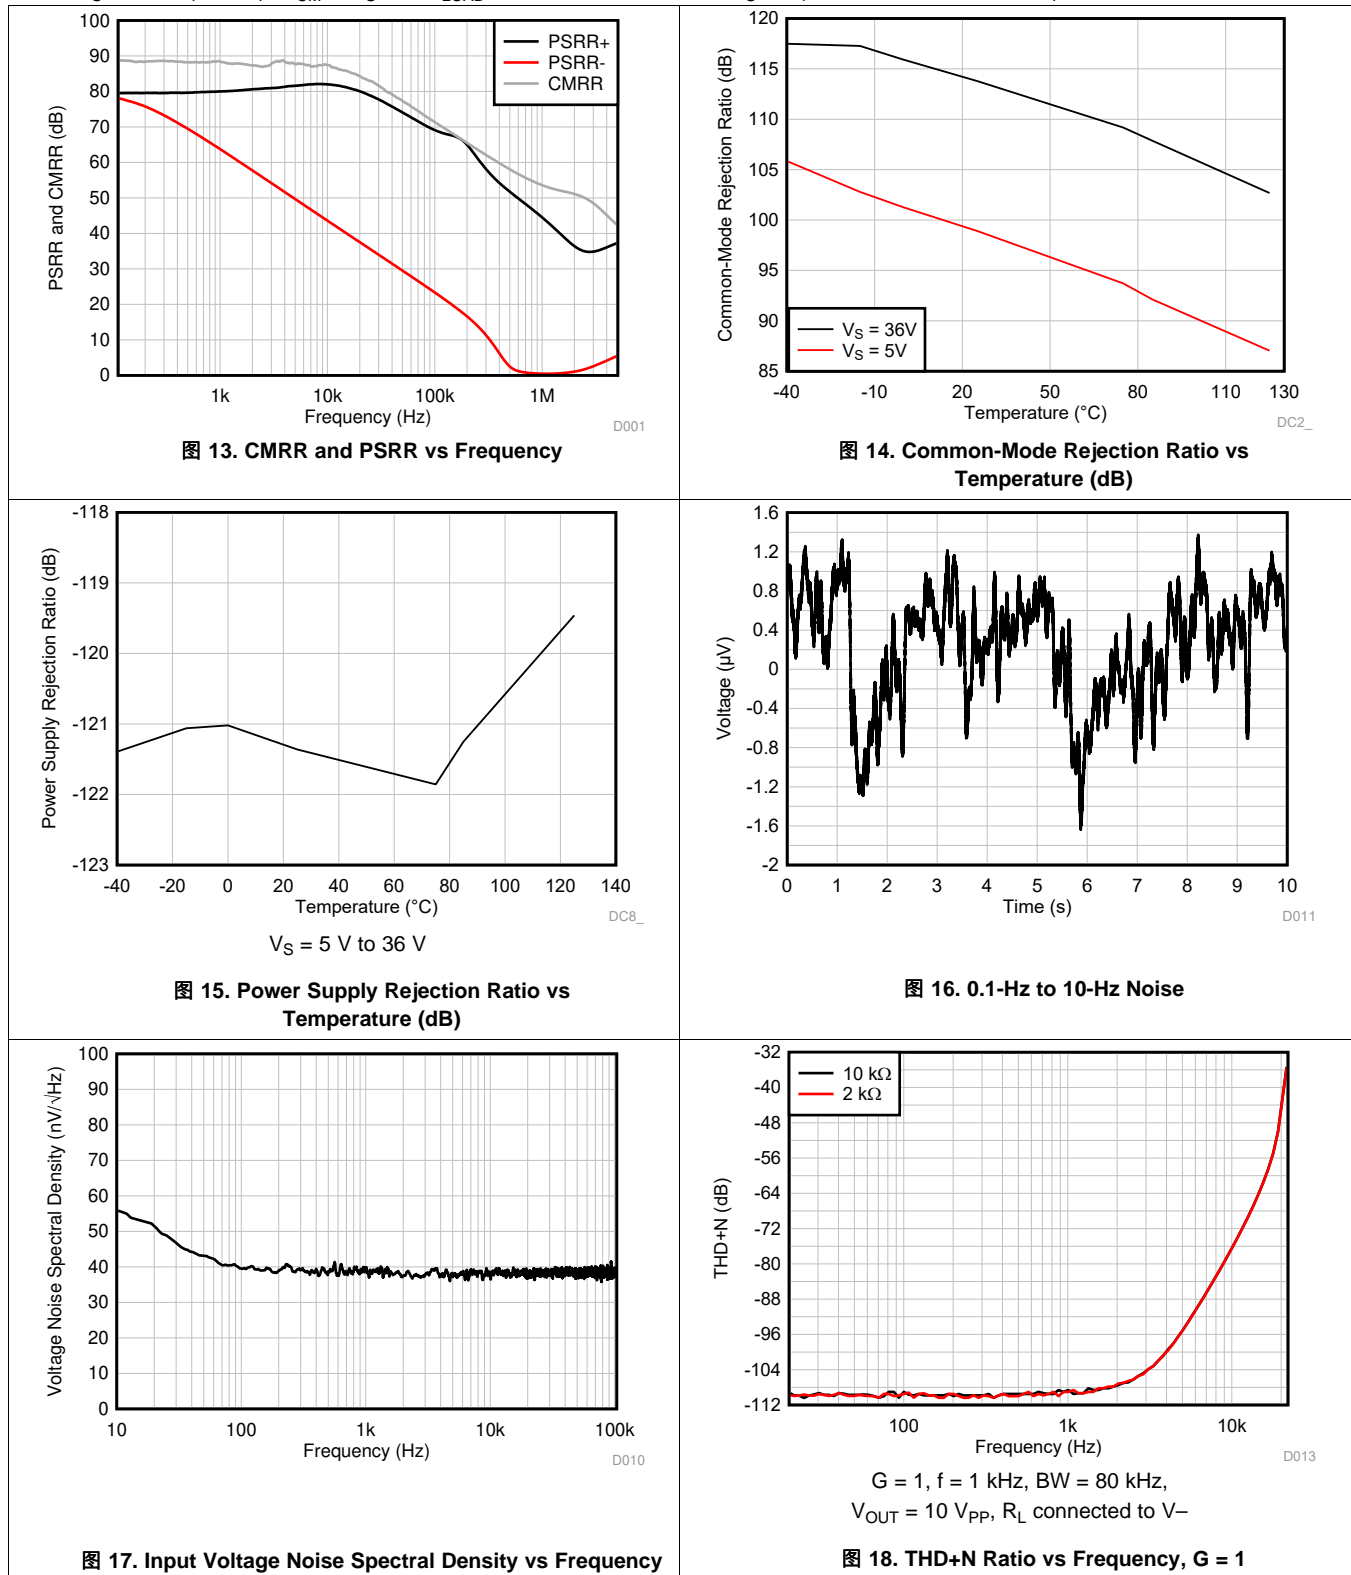 100
90
80
70
60
50
40
30
20
10
0
PSRR and CMRR (dB)
PSRR+
PSRR-
CMRR
1k 10k 100k 1M
Frequency (Hz)
D001
图 13. CMRR and PSRR vs Frequency
120
115
110
105
100
95
90
85
Common-Mode Rejection Ratio (dB)
V_S = 36V
V_S = 5V
-40 -10 20 50 80 110 130
Temperature (°C)
DC2_
图 14. Common-Mode Rejection Ratio vs
Temperature (dB)
-118
-119
-120
-121
-122
-123
Power Supply Rejection Ratio (dB)
-40 -20 0 20 40 60 80 100 120 140
Temperature (°C)
DC8_
V_S = 5 V to 36 V
图 15. Power Supply Rejection Ratio vs
Temperature (dB)
1.6
1.2
0.8
0.4
0
-0.4
-0.8
-1.2
-1.6
-2
Voltage (µV)
0 1 2 3 4 5 6 7 8 9 10
Time (s)
D011
图 16. 0.1-Hz to 10-Hz Noise
100
90
80
70
60
50
40
30
20
10
0
Voltage Noise Spectral Density (nV/√Hz)
10 100 1k 10k 100k
Frequency (Hz)
D010
图 17. Input Voltage Noise Spectral Density vs Frequency
-32
-40
-48
-56
-64
-72
-80
-88
-96
-104
-112
THD+N (dB)
10 kΩ
2 kΩ
100 1k 10k
Frequency (Hz)
D013
G = 1, f = 1 kHz, BW = 80 kHz,
V_OUT = 10 V_PP, R_L connected to V–
图 18. THD+N Ratio vs Frequency, G = 1